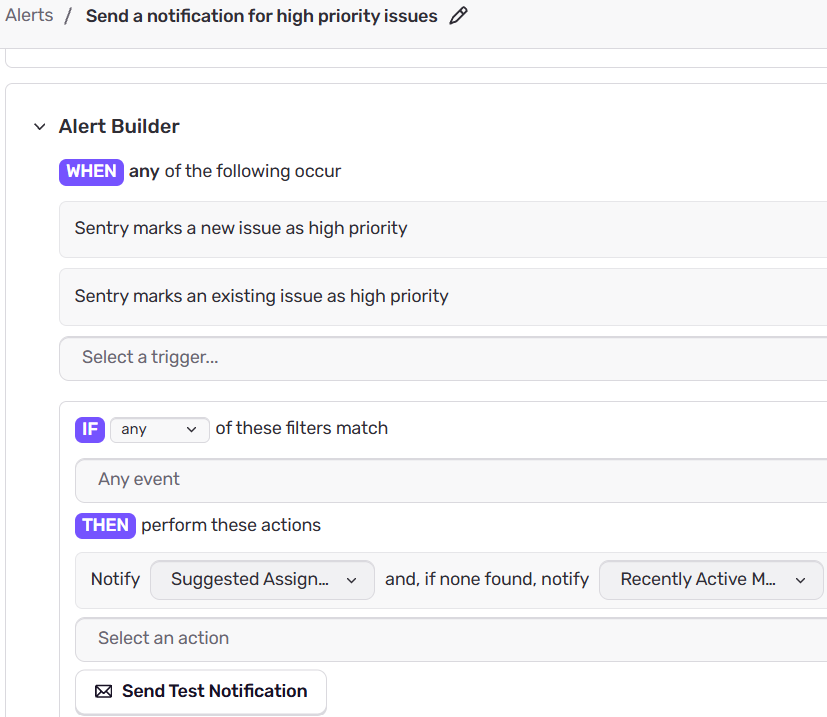 Alerts / Send a notification for high priority issues
Alert Builder
WHEN any of the following occur
Sentry marks a new issue as high priority
Sentry marks an existing issue as high priority
Select a trigger...
IF any of these filters match
Any event
THEN perform these actions
Notify Suggested Assign... and, if none found, notify Recently Active M...
Select an action
Send Test Notification